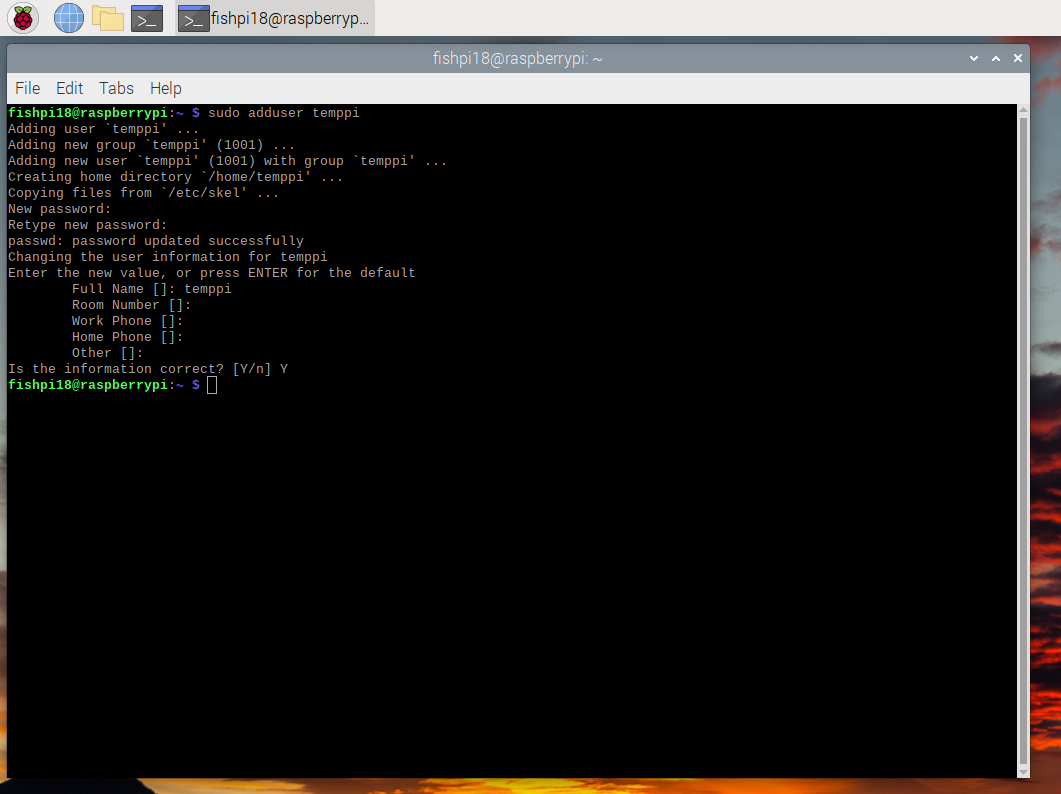 >_ >_ fishpi18@raspberryp...
fishpi18@raspberrypi: ~
File Edit Tabs Help
fishpi18@raspberrypi:~ $ sudo adduser temppi
Adding user `temppi' ...
Adding new group `temppi' (1001) ...
Adding new user `temppi' (1001) with group `temppi' ...
Creating home directory `/home/temppi' ...
Copying files from `/etc/skel' ...
New password:
Retype new password:
passwd: password updated successfully
Changing the user information for temppi
Enter the new value, or press ENTER for the default
        Full Name []: temppi
        Room Number []:
        Work Phone []:
        Home Phone []:
        Other []:
Is the information correct? [Y/n] Y
fishpi18@raspberrypi:~ $